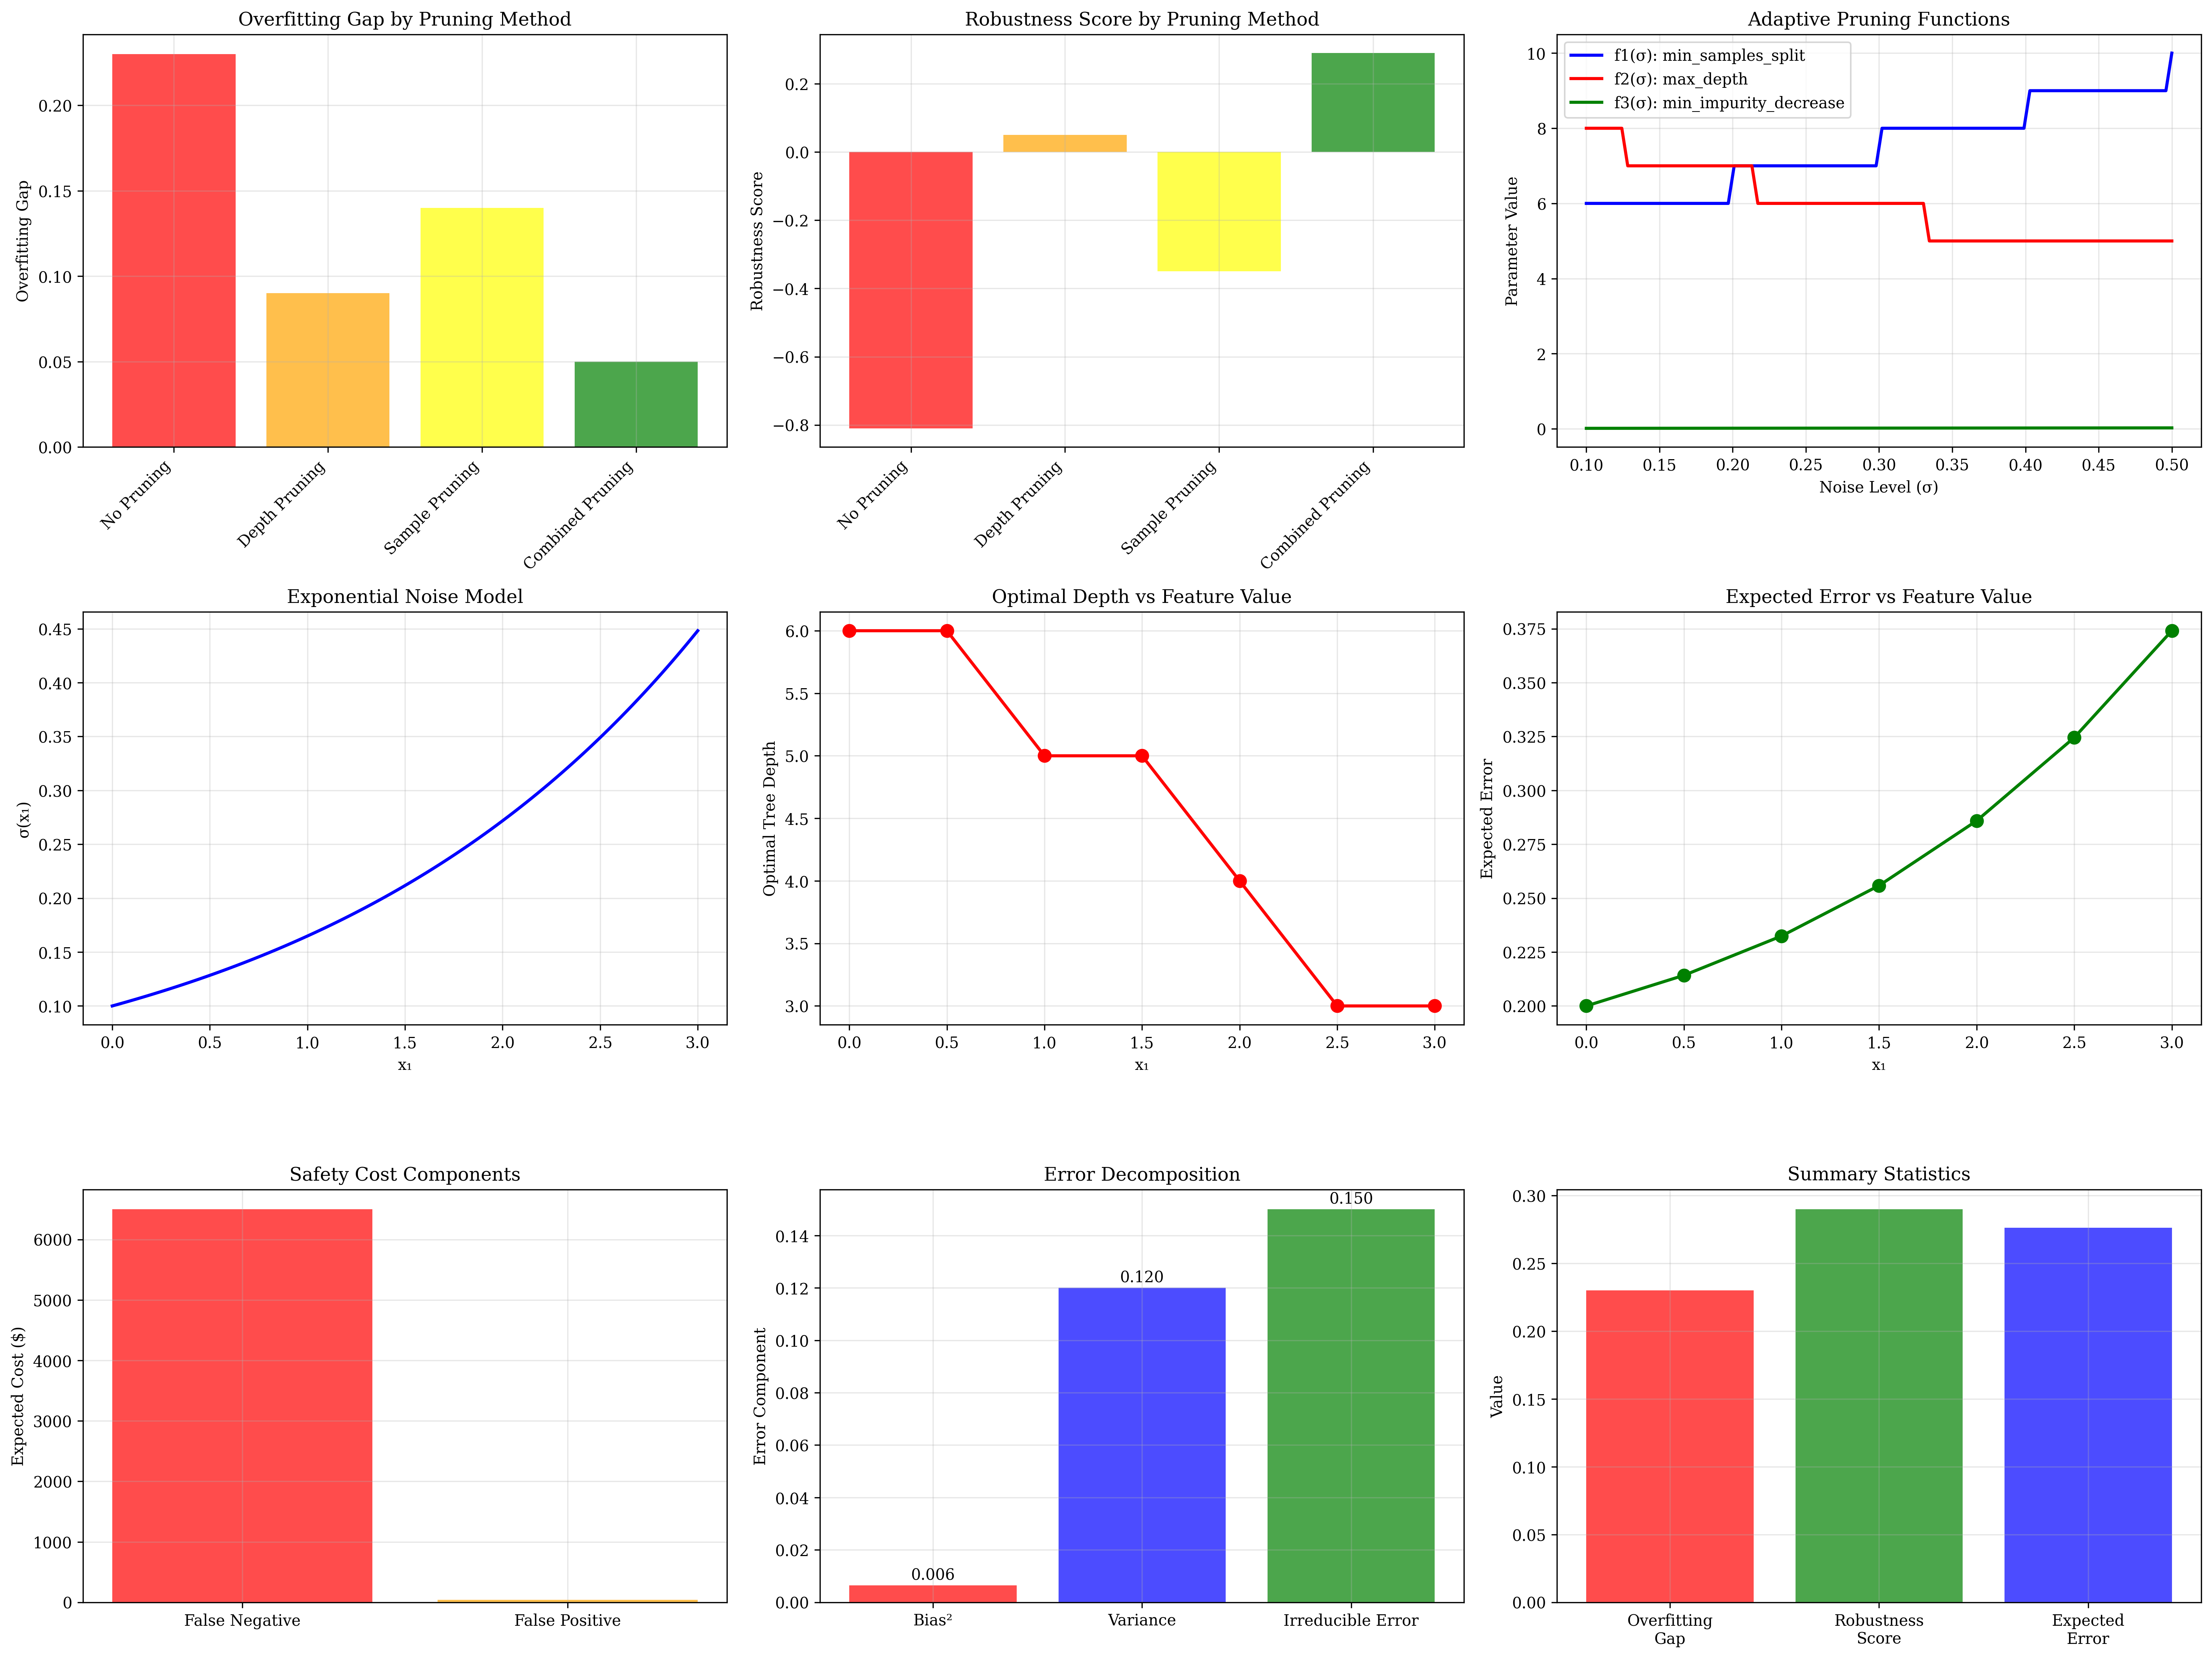 Overfitting Gap by Pruning Method
Overfitting Gap
0.20
0.15
0.10
0.05
0.00
No Pruning
Depth Pruning
Sample Pruning
Combined Pruning
Robustness Score by Pruning Method
Robustness Score
0.2
0.0
−0.2
−0.4
−0.6
−0.8
No Pruning
Depth Pruning
Sample Pruning
Combined Pruning
Adaptive Pruning Functions
f1(σ): min_samples_split
f2(σ): max_depth
f3(σ): min_impurity_decrease
Parameter Value
10
8
6
4
2
0
0.10 0.15 0.20 0.25 0.30 0.35 0.40 0.45 0.50
Noise Level (σ)
Exponential Noise Model
σ(x₁)
0.45
0.40
0.35
0.30
0.25
0.20
0.15
0.10
0.0 0.5 1.0 1.5 2.0 2.5 3.0
x₁
Optimal Depth vs Feature Value
Optimal Tree Depth
6.0
5.5
5.0
4.5
4.0
3.5
3.0
0.0 0.5 1.0 1.5 2.0 2.5 3.0
x₁
Expected Error vs Feature Value
Expected Error
0.375
0.350
0.325
0.300
0.275
0.250
0.225
0.200
0.0 0.5 1.0 1.5 2.0 2.5 3.0
x₁
Safety Cost Components
Expected Cost ($)
6000
5000
4000
3000
2000
1000
0
False Negative False Positive
Error Decomposition
Error Component
0.14
0.12
0.10
0.08
0.06
0.04
0.02
0.00
0.006
0.120
0.150
Bias² Variance Irreducible Error
Summary Statistics
Value
0.30
0.25
0.20
0.15
0.10
0.05
0.00
Overfitting
Gap
Robustness
Score
Expected
Error